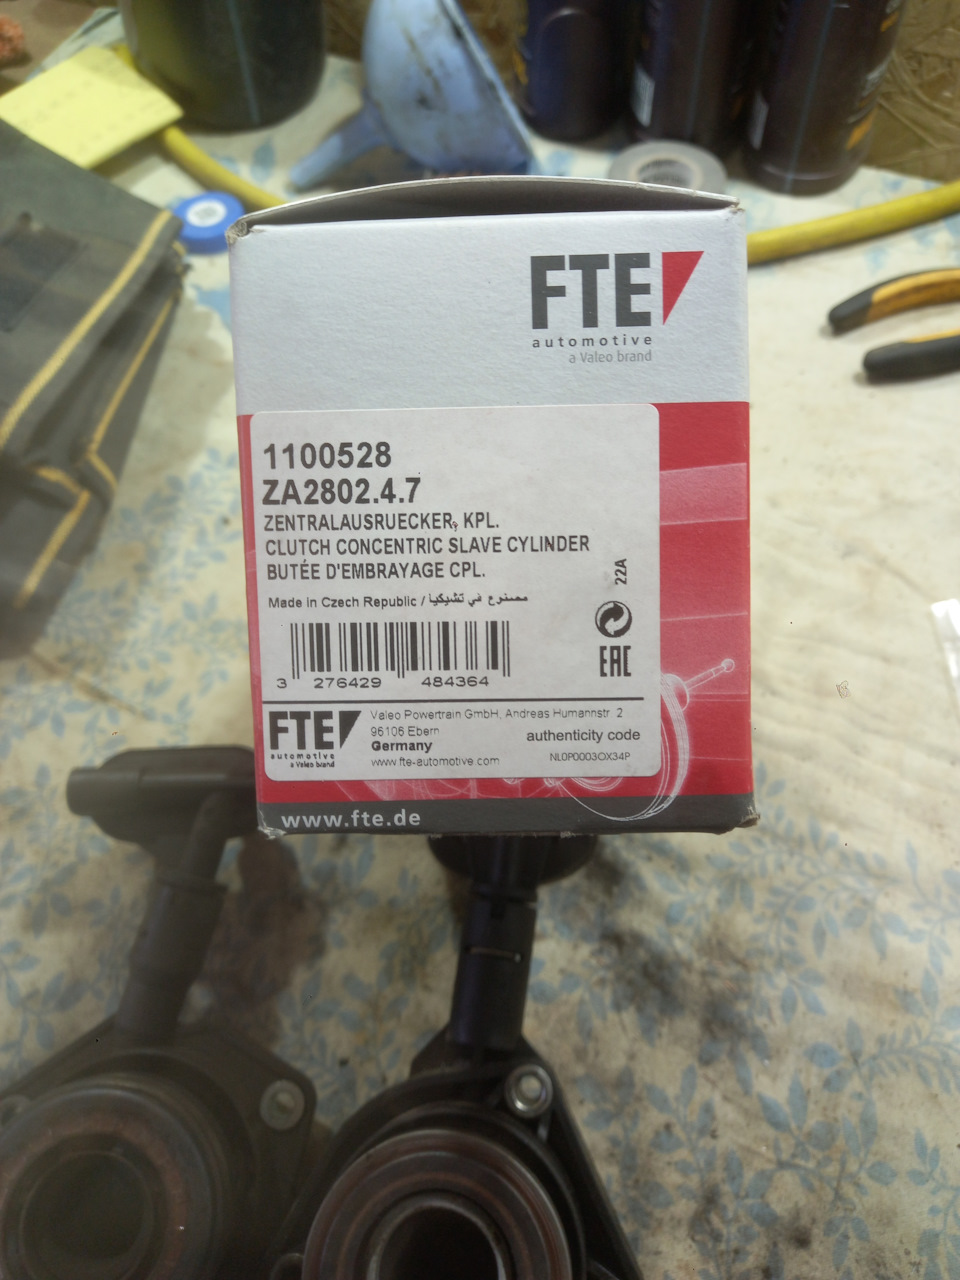 FTE
automotive
a Valeo brand
1100528
ZA2802.4.7
ZENTRALAUSRUECKER, KPL.
CLUTCH CONCENTRIC SLAVE CYLINDER
BUTÉE D'EMBRAYAGE CPL.
22A
Made in Czech Republic / مصنوع في تشيكيا
EAC
3 276429 484364
FTE
automotive
a Valeo brand
Valeo Powertrain GmbH, Andreas Humannstr. 2
96106 Ebern
Germany
www.fte-automotive.com
authenticity code
NL0P0003OX34P
www.fte.de